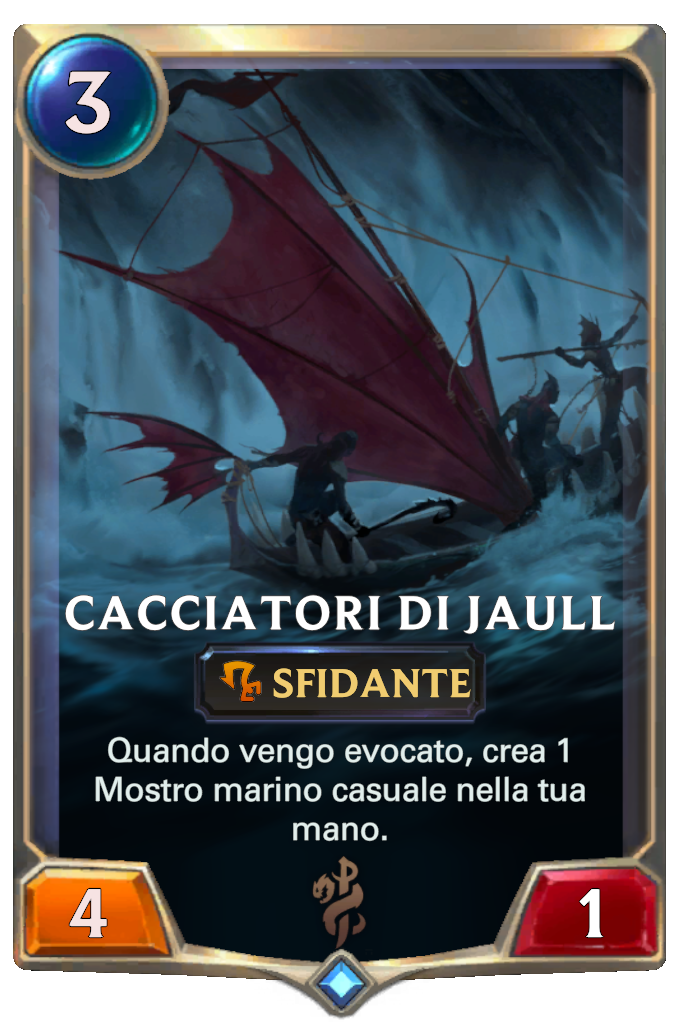 3
CACCIATORI DI JAULL
SFIDANTE
Quando vengo evocato, crea 1
Mostro marino casuale nella tua
mano.
4
1